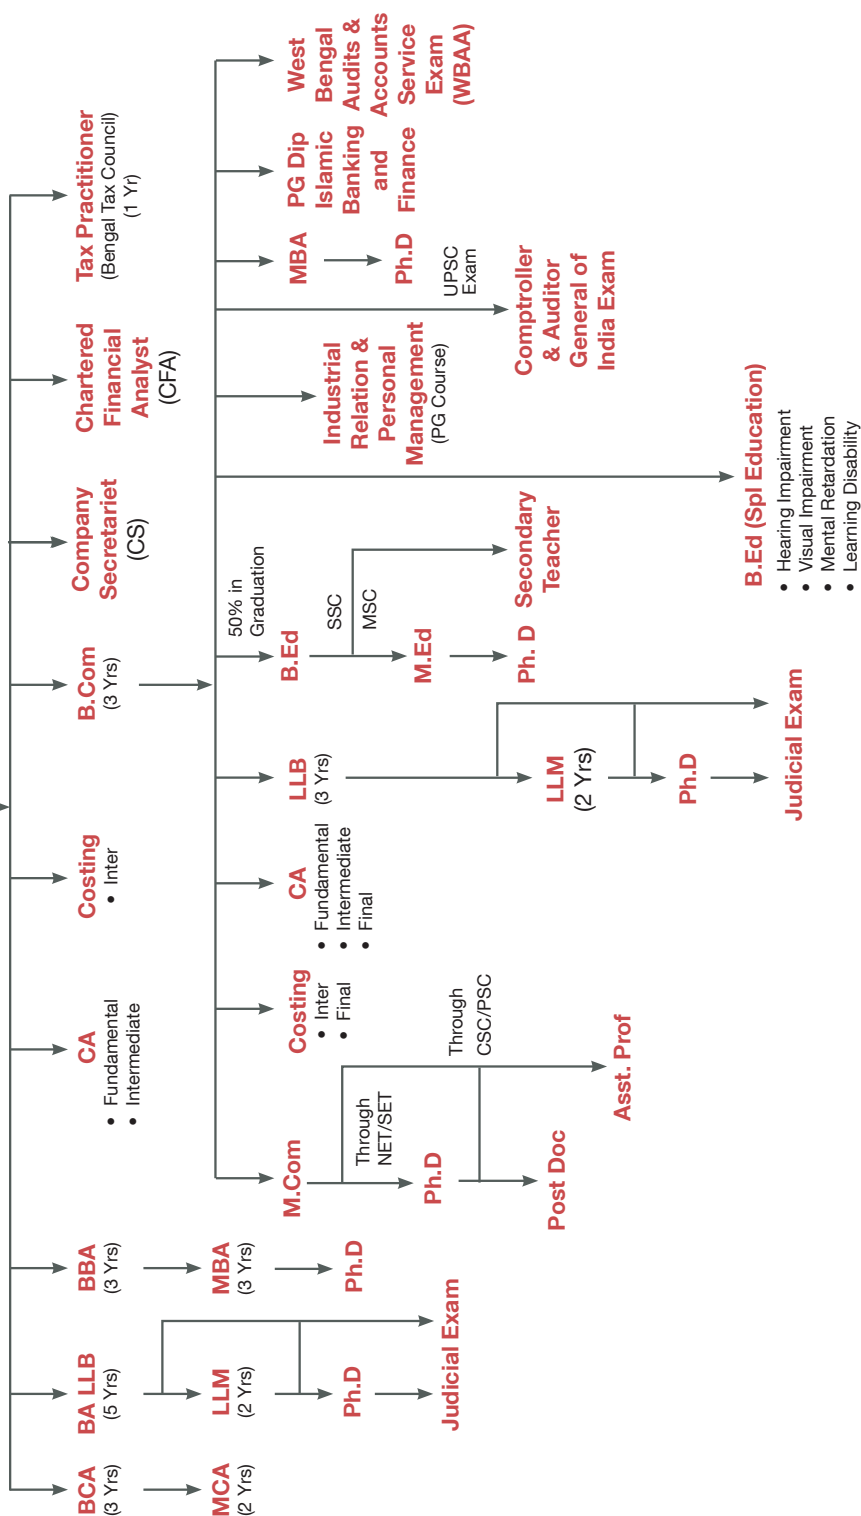 BCA
(3 Yrs)
MCA
(2 Yrs)
BA LLB
(5 Yrs)
LLM
(2 Yrs)
Ph.D
Judicial Exam
BBA
(3 Yrs)
MBA
(3 Yrs)
Ph.D
CA
• Fundamental
• Intermediate
Costing
• Inter
B.Com
(3 Yrs)
Company
Secretariet
(CS)
Chartered
Financial
Analyst
(CFA)
Tax Practitioner
(Bengal Tax Council)
(1 Yr)
M.Com
Through
NET/SET
Ph.D
Through
CSC/PSC
Post Doc
Asst. Prof
Costing
• Inter
• Final
CA
• Fundamental
• Intermediate
• Final
LLB
(3 Yrs)
LLM
(2 Yrs)
Ph.D
Judicial Exam
50% in
Graduation
B.Ed
SSC
MSC
M.Ed
Ph. D
Secondary
Teacher
B.Ed (Spl Education)
• Hearing Impairment
• Visual Impairment
• Mental Retardation
• Learning Disability
Industrial
Relation &
Personal
Management
(PG Course)
UPSC
Exam
Comptroller
& Auditor
General of
India Exam
MBA
Ph.D
PG Dip
Islamic
Banking
and
Finance
West
Bengal
Audits &
Accounts
Service
Exam
(WBAA)